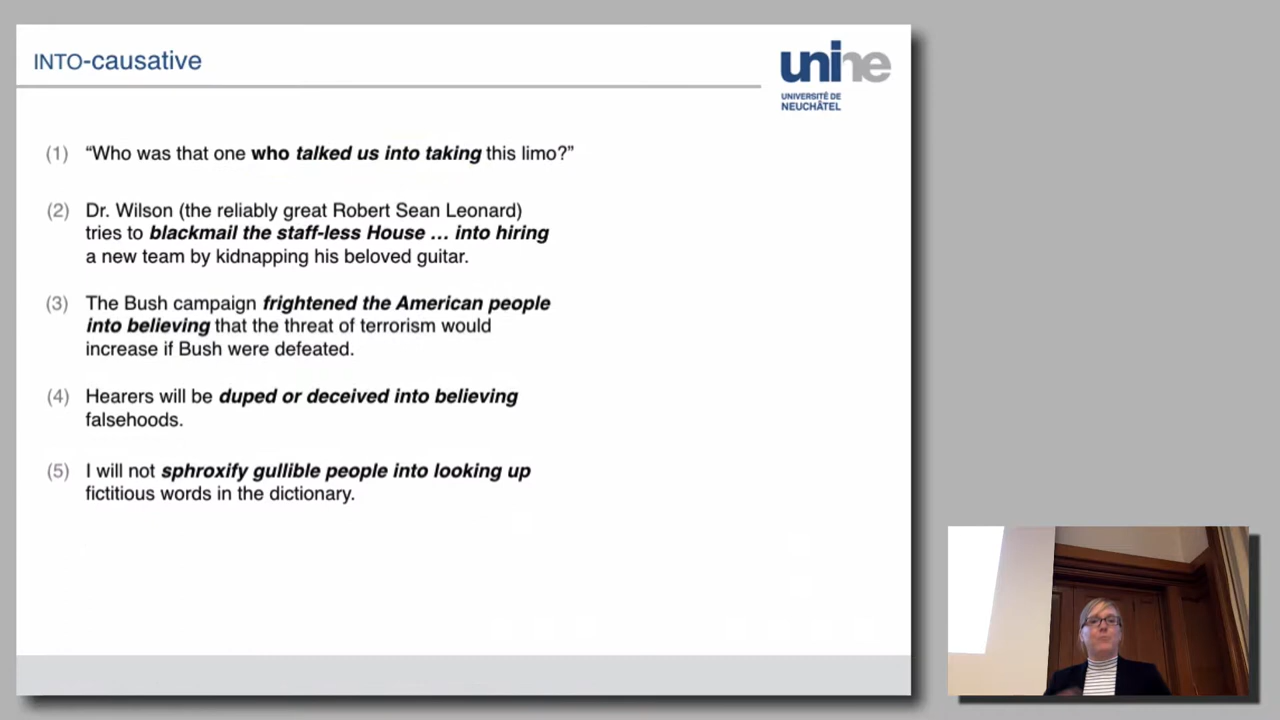 INTO-causative
unine
UNIVERSITÉ DE
NEUCHÂTEL
(1) “Who was that one who talked us into taking this limo?”
(2) Dr. Wilson (the reliably great Robert Sean Leonard)
tries to blackmail the staff-less House ... into hiring
a new team by kidnapping his beloved guitar.
(3) The Bush campaign frightened the American people
into believing that the threat of terrorism would
increase if Bush were defeated.
(4) Hearers will be duped or deceived into believing
falsehoods.
(5) I will not sphroxify gullible people into looking up
fictitious words in the dictionary.